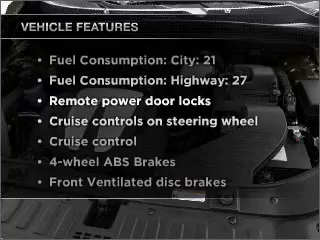 VEHICLE FEATURES
• Fuel Consumption: City: 21
• Fuel Consumption: Highway: 27
• Remote power door locks
• Cruise controls on steering wheel
• Cruise control
• 4-wheel ABS Brakes
• Front Ventilated disc brakes